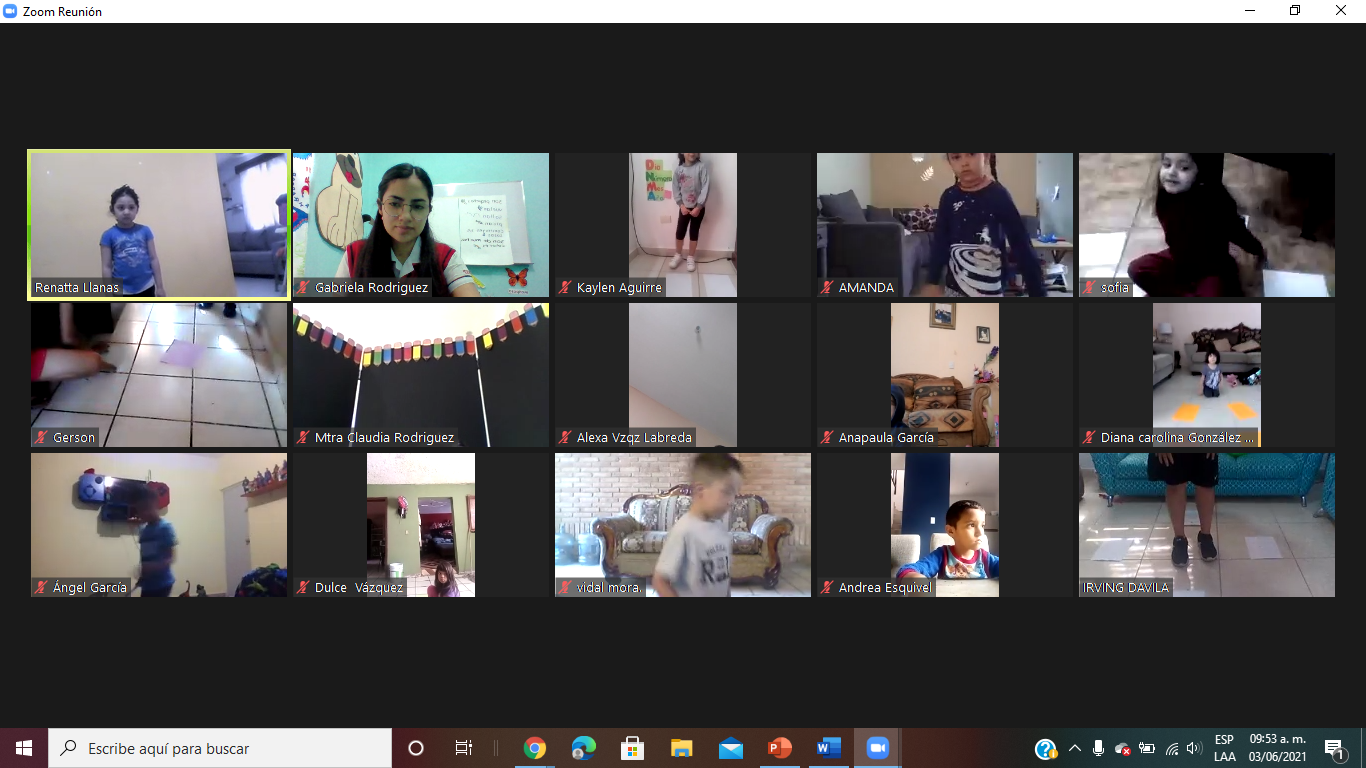 Zoom Reunión
Renatta Llanas
Gabriela Rodriguez
Kaylen Aguirre
AMANDA
sofia
Gerson
Mtra Claudia Rodriguez
Alexa Vzqz Labreda
Anapaula García
Diana carolina González ...
Ángel García
Dulce Vázquez
vidal mora.
Andrea Esquivel
IRVING DAVILA
Escribe aquí para buscar
ESP
LAA
09:53 a. m.
03/06/2021
1